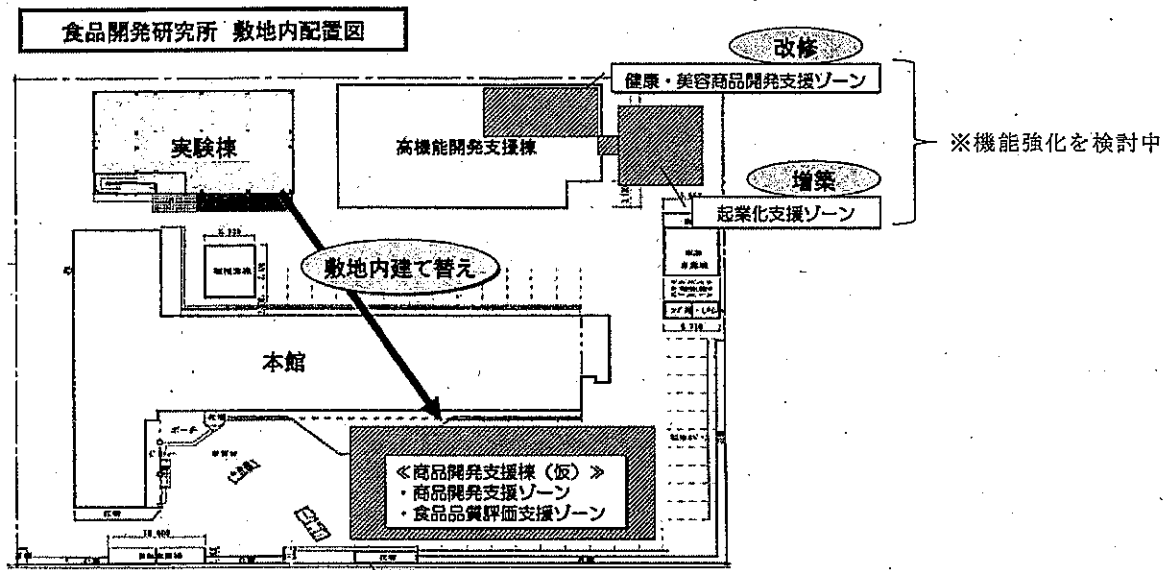 食品開発研究所 敷地内配置図
改修
健康・美容商品開発支援ゾーン
実験棟
高機能開発支援棟
※機能強化を検討中
増築
起業化支援ゾーン
敷地内建て替え
本館
ポーチ
≪商品開発支援棟（仮）≫
・商品開発支援ゾーン
・食品品質評価支援ゾーン